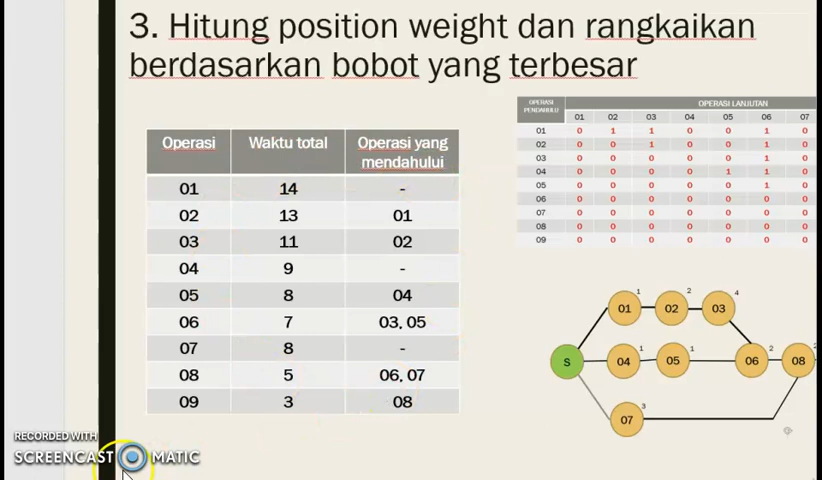 3. Hitung position weight dan rangkaikan
berdasarkan bobot yang terbesar
Operasi Waktu total Operasi yang mendahului
01 14 -
02 13 01
03 11 02
04 9 -
05 8 04
06 7 03, 05
07 8 -
08 5 06, 07
09 3 08
OPERASI PENDAHULU OPERASI LANJUTAN
01 02 03 04 05 06 07
01 0 1 1 0 0 1 0
02 0 0 1 0 0 1 0
03 0 0 0 0 0 1 0
04 0 0 0 0 1 1 0
05 0 0 0 0 0 1 0
06 0 0 0 0 0 0 0
07 0 0 0 0 0 0 0
08 0 0 0 0 0 0 0
09 0 0 0 0 0 0 0
1 2 4
01 02 03
1 1 2
S 04 05 06 08
3
07
RECORDED WITH
SCREENCAST MATIC